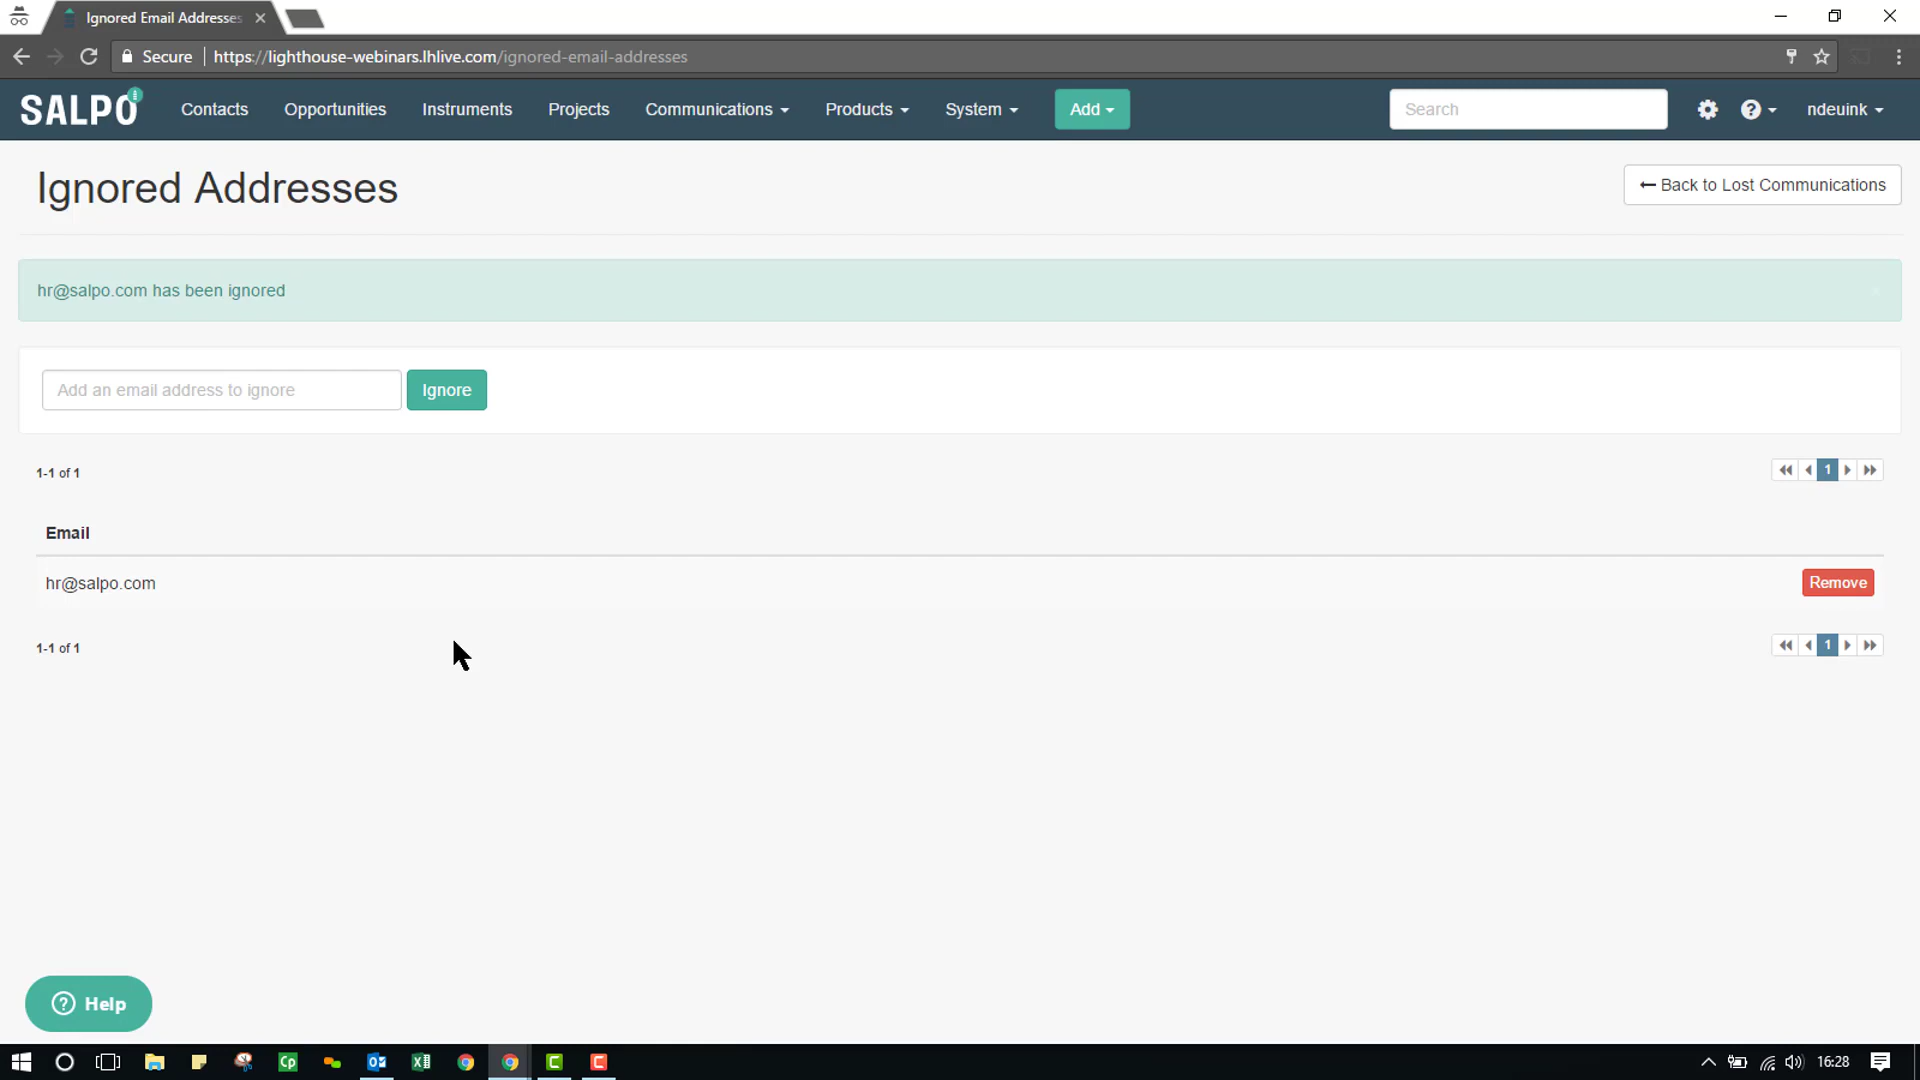 Ignored Email Addresses
Secure https://lighthouse-webinars.lhlive.com/ignored-email-addresses
SALPO Contacts Opportunities Instruments Projects Communications Products System Add Search ndeuink
Ignored Addresses
Back to Lost Communications
hr@salpo.com has been ignored
Add an email address to ignore Ignore
1-1 of 1 1
Email
hr@salpo.com Remove
1-1 of 1 1
Help
16:28